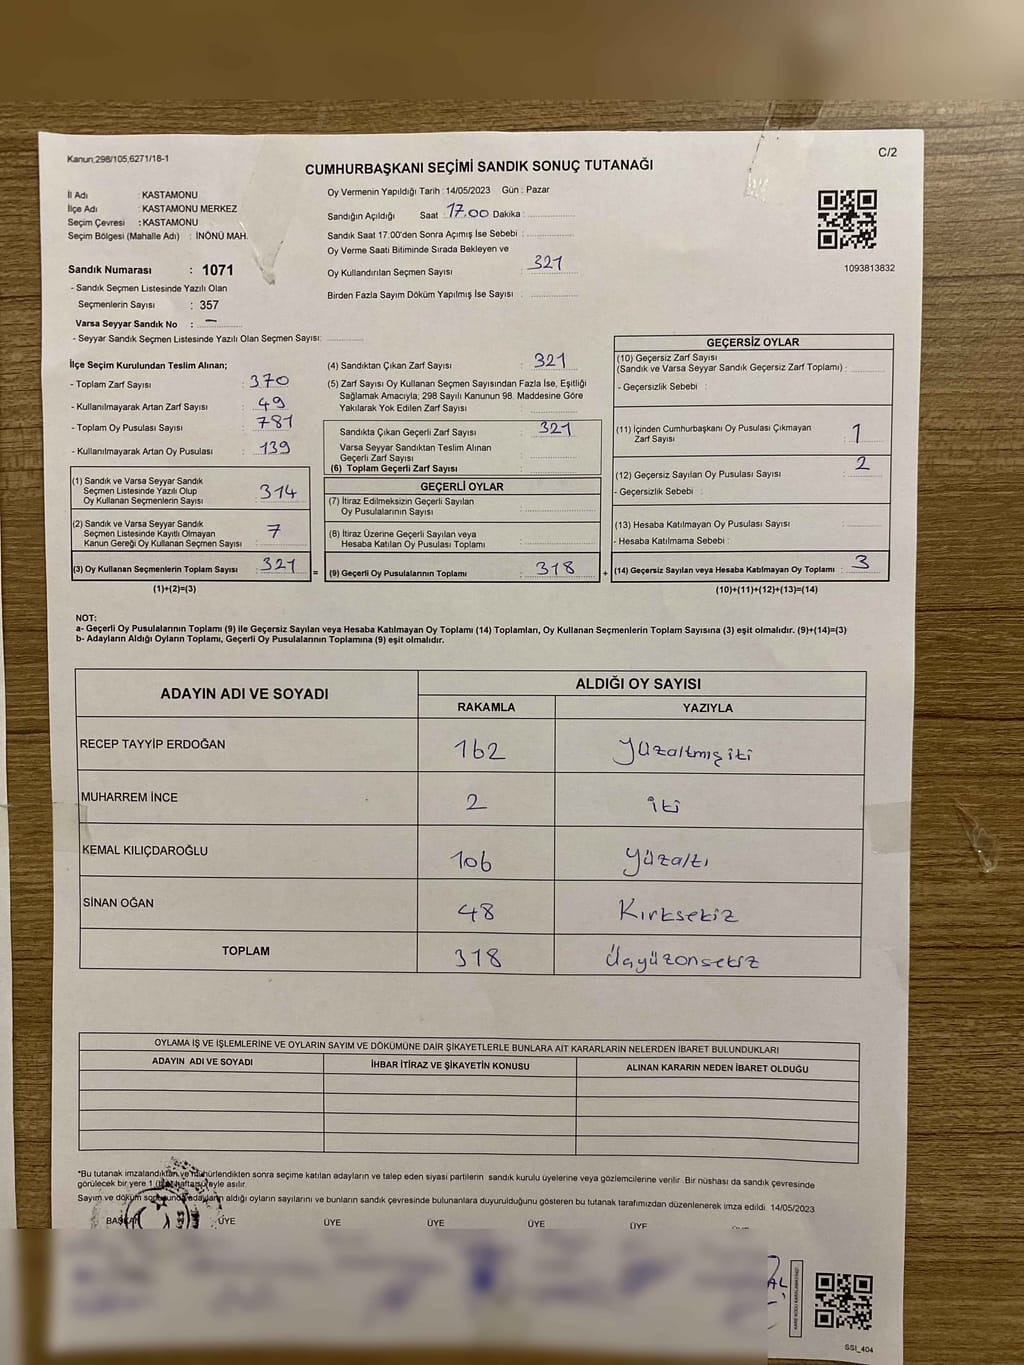 Kanun;298/105,6271/18-1
C/2
CUMHURBAŞKANI SEÇİMİ SANDIK SONUÇ TUTANAĞI
İl Adı : KASTAMONU
İlçe Adı : KASTAMONU MERKEZ
Seçim Çevresi : KASTAMONU
Seçim Bölgesi (Mahalle Adı) : İNÖNÜ MAH.
Sandık Numarası : 1071
- Sandık Seçmen Listesinde Yazılı Olan
Seçmenlerin Sayısı : 357
Varsa Seyyar Sandık No : —
- Seyyar Sandık Seçmen Listesinde Yazılı Olan Seçmen Sayısı:
Oy Vermenin Yapıldığı Tarih : 14/05/2023 Gün : Pazar
Sandığın Açıldığı Saat 17.00 Dakika :
Sandık Saat 17.00'den Sonra Açımış İse Sebebi :
Oy Verme Saati Bitiminde Sırada Bekleyen ve
Oy Kullandırılan Seçmen Sayısı : 321
Birden Fazla Sayım Döküm Yapılmış İse Sayısı :
1093813832
İlçe Seçim Kurulundan Teslim Alınan;
- Toplam Zarf Sayısı : 370
- Kullanılmayarak Artan Zarf Sayısı : 49
- Toplam Oy Pusulası Sayısı : 781
- Kullanılmayarak Artan Oy Pusulası : 139
(1) Sandık ve Varsa Seyyar Sandık
Seçmen Listesinde Yazılı Olup
Oy Kullanan Seçmenlerin Sayısı : 314
(2) Sandık ve Varsa Seyyar Sandık
Seçmen Listesinde Kayıtlı Olmayan
Kanun Gereği Oy Kullanan Seçmen Sayısı : 7
(3) Oy Kullanan Seçmenlerin Toplam Sayısı : 321
(1)+(2)=(3)
(4) Sandıktan Çıkan Zarf Sayısı : 321
(5) Zarf Sayısı Oy Kullanan Seçmen Sayısından Fazla İse, Eşitliği
Sağlamak Amacıyla; 298 Sayılı Kanunun 98. Maddesine Göre
Yakılarak Yok Edilen Zarf Sayısı :
Sandıkta Çıkan Geçerli Zarf Sayısı : 321
Varsa Seyyar Sandıktan Teslim Alınan
Geçerli Zarf Sayısı :
(6) Toplam Geçerli Zarf Sayısı :
GEÇERLİ OYLAR
(7) İtiraz Edilmeksizin Geçerli Sayılan
Oy Pusulalarının Sayısı :
(8) İtiraz Üzerine Geçerli Sayılan veya
Hesaba Katılan Oy Pusulası Toplamı :
= (9) Geçerli Oy Pusulalarının Toplamı : 318
GEÇERSİZ OYLAR
(10) Geçersiz Zarf Sayısı
(Sandık ve Varsa Seyyar Sandık Geçersiz Zarf Toplamı) :
- Geçersizlik Sebebi :
(11) İçinden Cumhurbaşkanı Oy Pusulası Çıkmayan
Zarf Sayısı : 1
(12) Geçersiz Sayılan Oy Pusulası Sayısı : 2
- Geçersizlik Sebebi :
(13) Hesaba Katılmayan Oy Pusulası Sayısı :
- Hesaba Katılmama Sebebi :
+ (14) Geçersiz Sayılan veya Hesaba Katılmayan Oy Toplamı : 3
(10)+(11)+(12)+(13)=(14)
NOT:
a- Geçerli Oy Pusulalarının Toplamı (9) ile Geçersiz Sayılan veya Hesaba Katılmayan Oy Toplamı (14) Toplamları, Oy Kullanan Seçmenlerin Toplam Sayısına (3) eşit olmalıdır. (9)+(14)=(3)
b- Adayların Aldığı Oyların Toplamı, Geçerli Oy Pusulalarının Toplamına (9) eşit olmalıdır.
ADAYIN ADI VE SOYADI ALDIĞI OY SAYISI
RAKAMLA YAZIYLA
RECEP TAYYİP ERDOĞAN 162 Yüzaltmışiki
MUHARREM İNCE 2 iki
KEMAL KILIÇDAROĞLU 106 yüzaltı
SİNAN OĞAN 48 Kırksekiz
TOPLAM 318 Üçyüzonsekiz
OYLAMA İŞ VE İŞLEMLERİNE VE OYLARIN SAYIM VE DÖKÜMÜNE DAİR ŞİKAYETLERLE BUNLARA AİT KARARLARIN NELERDEN İBARET BULUNDUKLARI
ADAYIN ADI VE SOYADI İHBAR İTİRAZ VE ŞİKAYETİN KONUSU ALINAN KARARIN NEDEN İBARET OLDUĞU
*Bu tutanak imzalandıktan ve mühürlendikten sonra seçime katılan adayların ve talep eden siyasi partilerin sandık kurulu üyelerine veya gözlemcilerine verilir. Bir nüshası da sandık çevresinde
görülecek bir yere 1 süreyle asılır.
Sayım ve döküm sonucunda adayların aldığı oyların sayılarını ve bunların sandık çevresinde bulunanlara duyurulduğunu gösteren bu tutanak tarafımızdan düzenlenerek imza edildi. 14/05/2023
BAŞKAN ÜYE ÜYE ÜYE ÜYE ÜYE
SSI_404